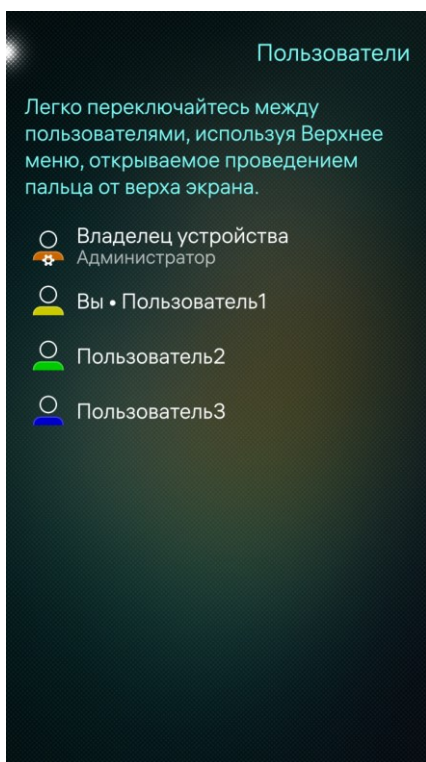 Пользователи
Легко переключайтесь между
пользователями, используя Верхнее
меню, открываемое проведением
пальца от верха экрана.
Владелец устройства
Администратор
Вы • Пользователь1
Пользователь2
Пользователь3